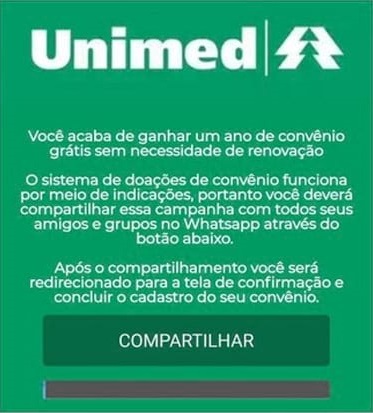 Unimed
Você acaba de ganhar um ano de convênio
grátis sem necessidade de renovação
O sistema de doações de convênio funciona
por meio de indicações, portanto você deverá
compartilhar essa campanha com todos seus
amigos e grupos no Whatsapp através do
botão abaixo.
Após o compartilhamento você será
redirecionado para a tela de confirmação e
concluir o cadastro do seu convênio.
COMPARTILHAR